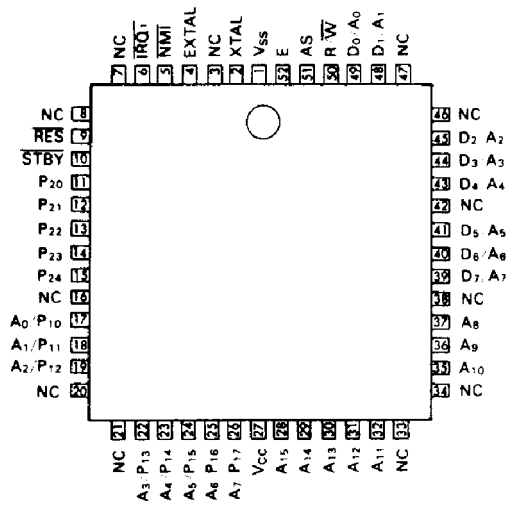 NC
I̅R̅Q̅₁
N̅M̅I̅
EXTAL
NC
XTAL
Vss
E
AS
R/W̅
D₀/A₀
D₁/A₁
NC
7 6 5 4 3 2 1 52 51 50 49 48 47
NC 8
R̅E̅S̅ 9
S̅T̅B̅Y̅ 10
P₂₀ 11
P₂₁ 12
P₂₂ 13
P₂₃ 14
P₂₄ 15
NC 16
A₀/P₁₀ 17
A₁/P₁₁ 18
A₂/P₁₂ 19
NC 20
46 NC
45 D₂/A₂
44 D₃/A₃
43 D₄/A₄
42 NC
41 D₅/A₅
40 D₆/A₆
39 D₇/A₇
38 NC
37 A₈
36 A₉
35 A₁₀
34 NC
21 22 23 24 25 26 27 28 29 30 31 32 33
NC
A₃/P₁₃
A₄/P₁₄
A₅/P₁₅
A₆/P₁₆
A₇/P₁₇
Vcc
A₁₅
A₁₄
A₁₃
A₁₂
A₁₁
NC